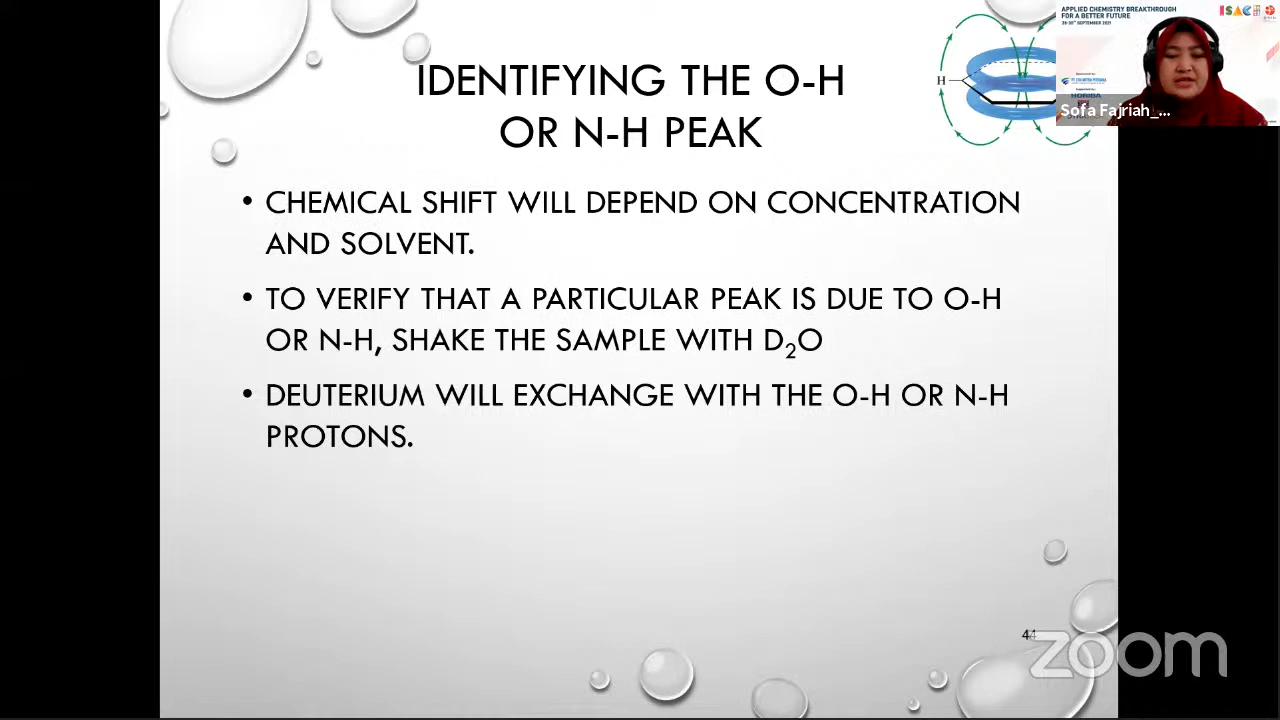 APPLIED CHEMISTRY BREAKTHROUGH
FOR A BETTER FUTURE
ISAC
IDENTIFYING THE O-H
OR N-H PEAK
H
HORIBA
Sofa Fajriah_...
• CHEMICAL SHIFT WILL DEPEND ON CONCENTRATION
AND SOLVENT.
• TO VERIFY THAT A PARTICULAR PEAK IS DUE TO O-H
OR N-H, SHAKE THE SAMPLE WITH D₂O
• DEUTERIUM WILL EXCHANGE WITH THE O-H OR N-H
PROTONS.
44
zoom